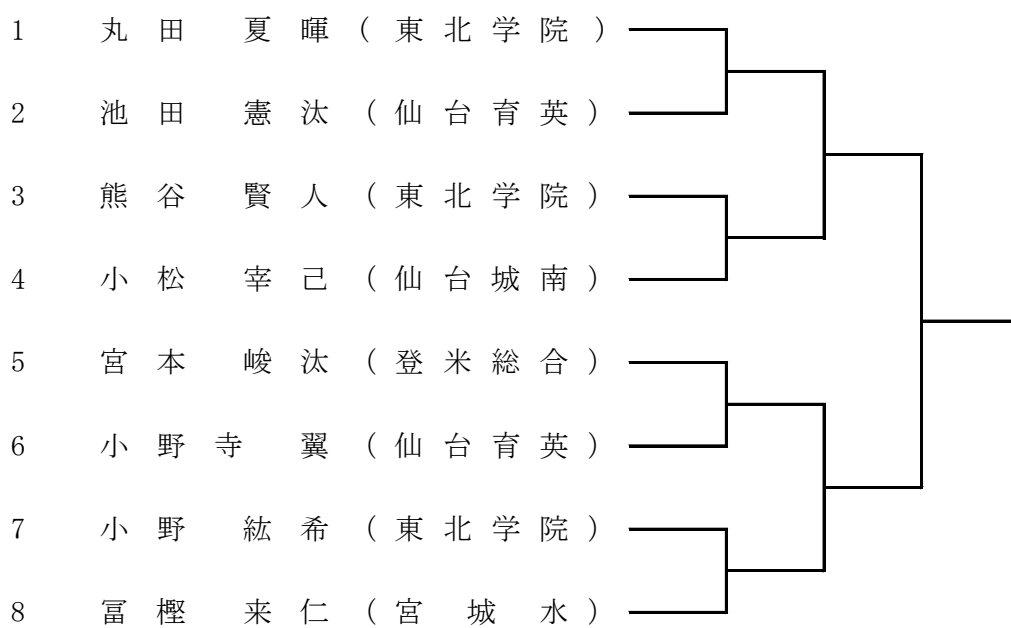 1 丸田 夏暉 (東北学院)
2 池田 憲汰 (仙台育英)
3 熊谷 賢人 (東北学院)
4 小松 宰己 (仙台城南)
5 宮本 峻汰 (登米総合)
6 小野寺 翼 (仙台育英)
7 小野 紘希 (東北学院)
8 冨樫 来仁 (宮城水)